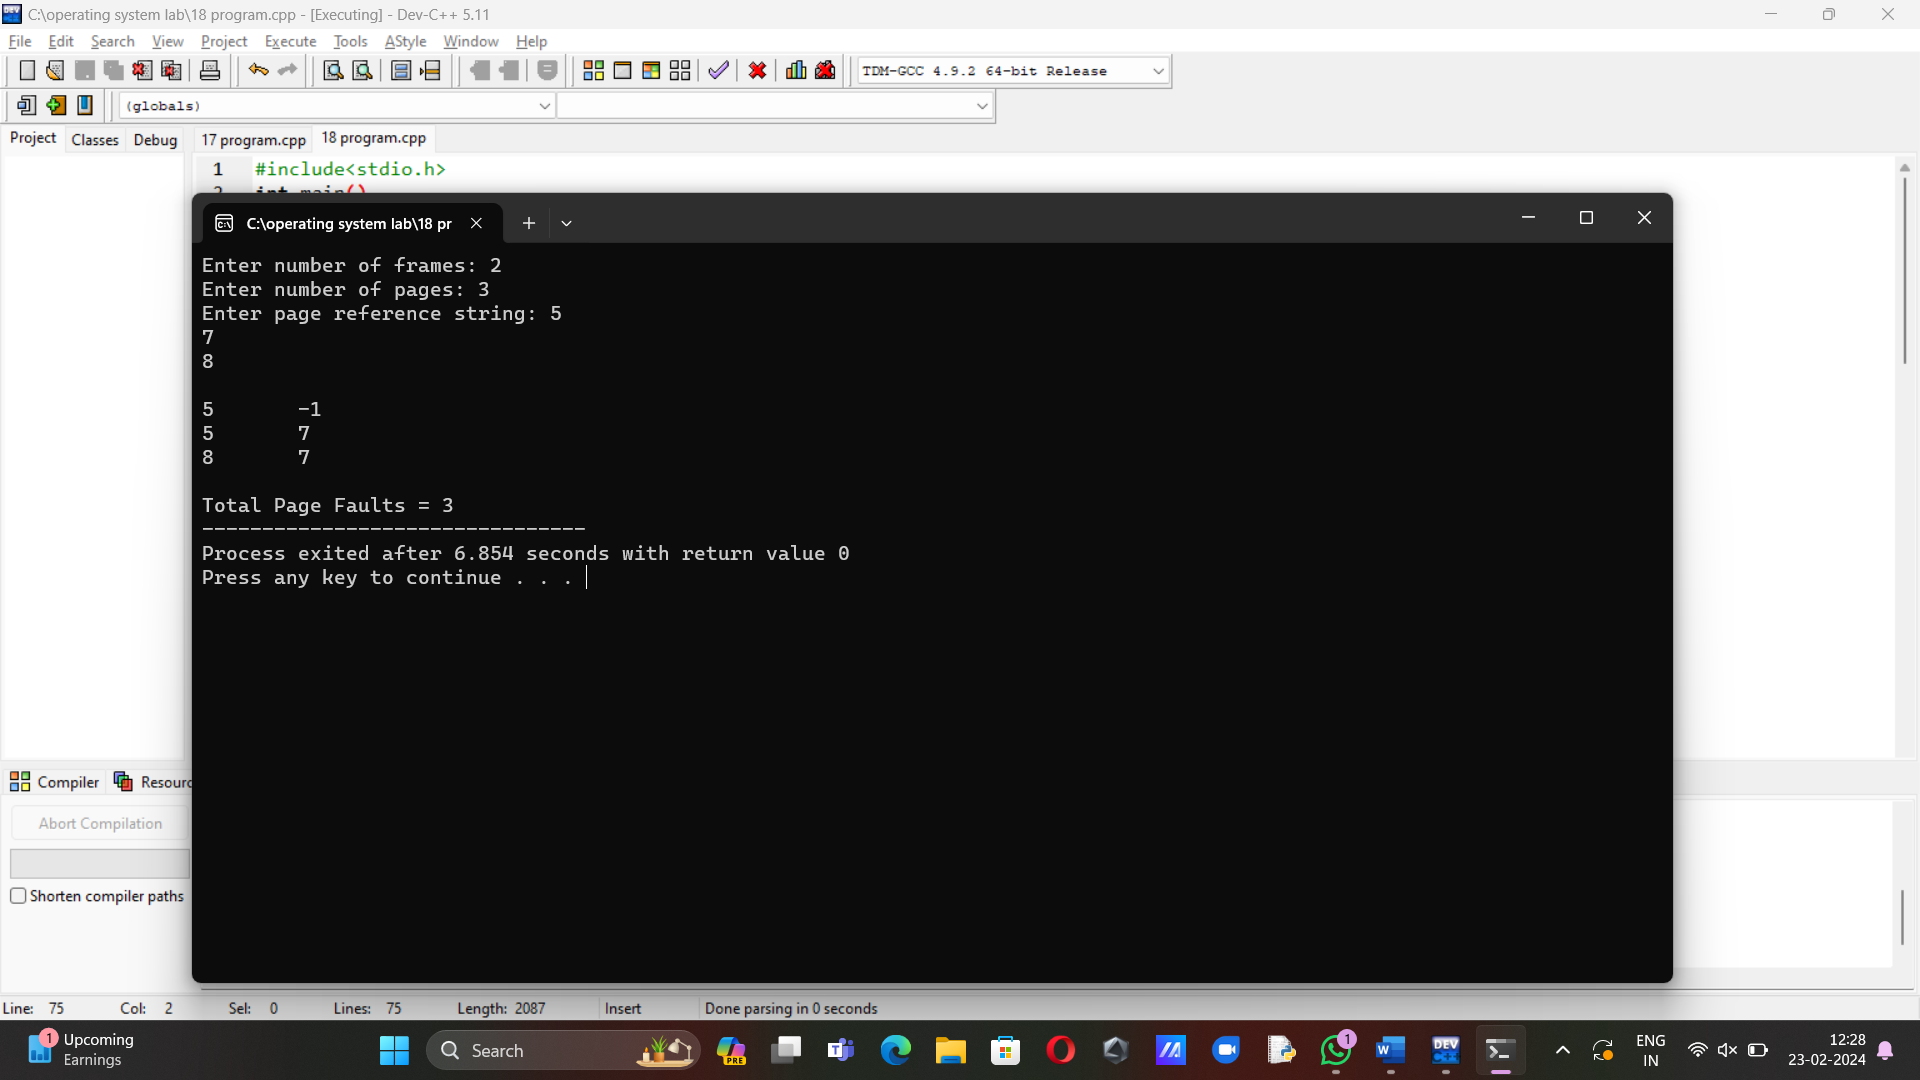 C:\operating system lab\18 program.cpp - [Executing] - Dev-C++ 5.11
File Edit Search View Project Execute Tools AStyle Window Help
TDM-GCC 4.9.2 64-bit Release
(globals)
Project Classes Debug 17 program.cpp 18 program.cpp
1 #include<stdio.h>
2 int main()
C:\operating system lab\18 pr
Enter number of frames: 2
Enter number of pages: 3
Enter page reference string: 5
7
8
5 -1
5 7
8 7
Total Page Faults = 3
--------------------------------
Process exited after 6.854 seconds with return value 0
Press any key to continue . . .
Compiler Resourc
Abort Compilation
Shorten compiler paths
Line: 75 Col: 2 Sel: 0 Lines: 75 Length: 2087 Insert Done parsing in 0 seconds
1 Upcoming
Earnings
Search
PRE
1
DEV
C++
ENG
IN
12:28
23-02-2024